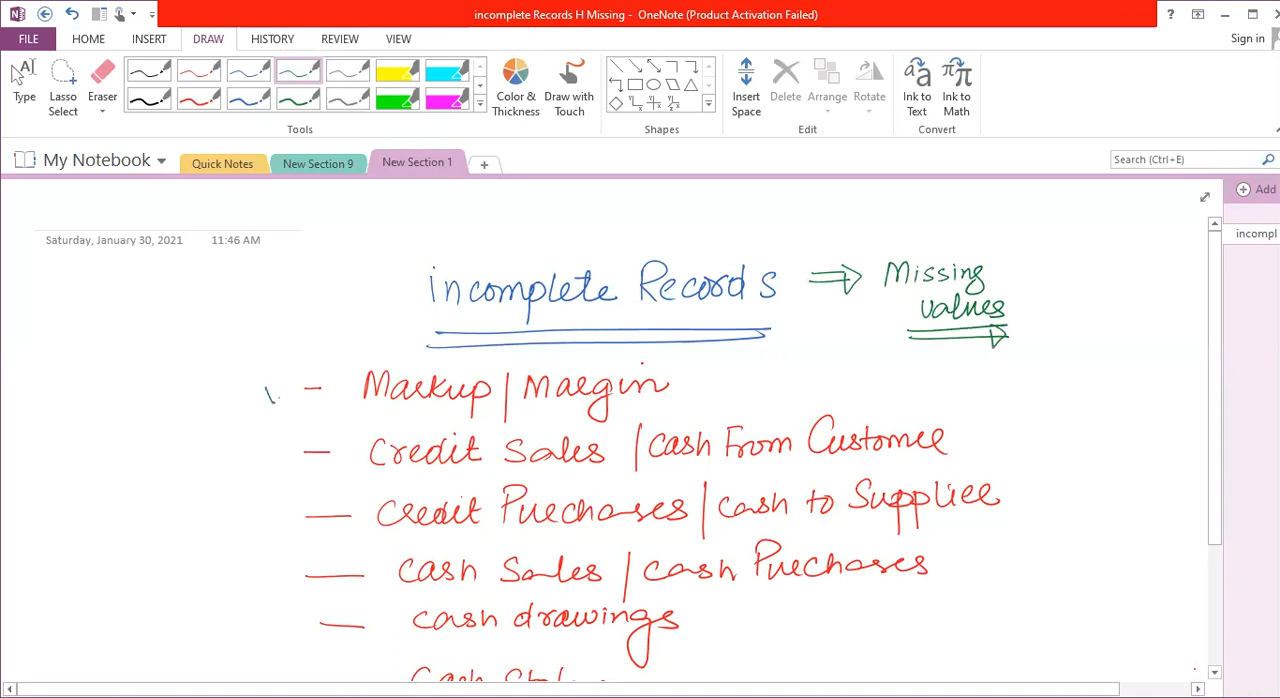 incomplete Records H Missing - OneNote (Product Activation Failed)
?
FILE HOME INSERT DRAW HISTORY REVIEW VIEW Sign in
Type Lasso Select Eraser Color & Thickness Draw with Touch Insert Space Delete Arrange Rotate Ink to Text Ink to Math
Tools Shapes Edit Convert
My Notebook Quick Notes New Section 9 New Section 1 + Search (Ctrl+E)
Add
incompl
Saturday, January 30, 2021 11:46 AM
incomplete Records ⇒ Missing
values
- Markup | Margin
- Credit Sales | Cash From Customer
- Credit Purchases | Cash to Supplier
- Cash Sales | Cash Purchases
- Cash drawings
Cash